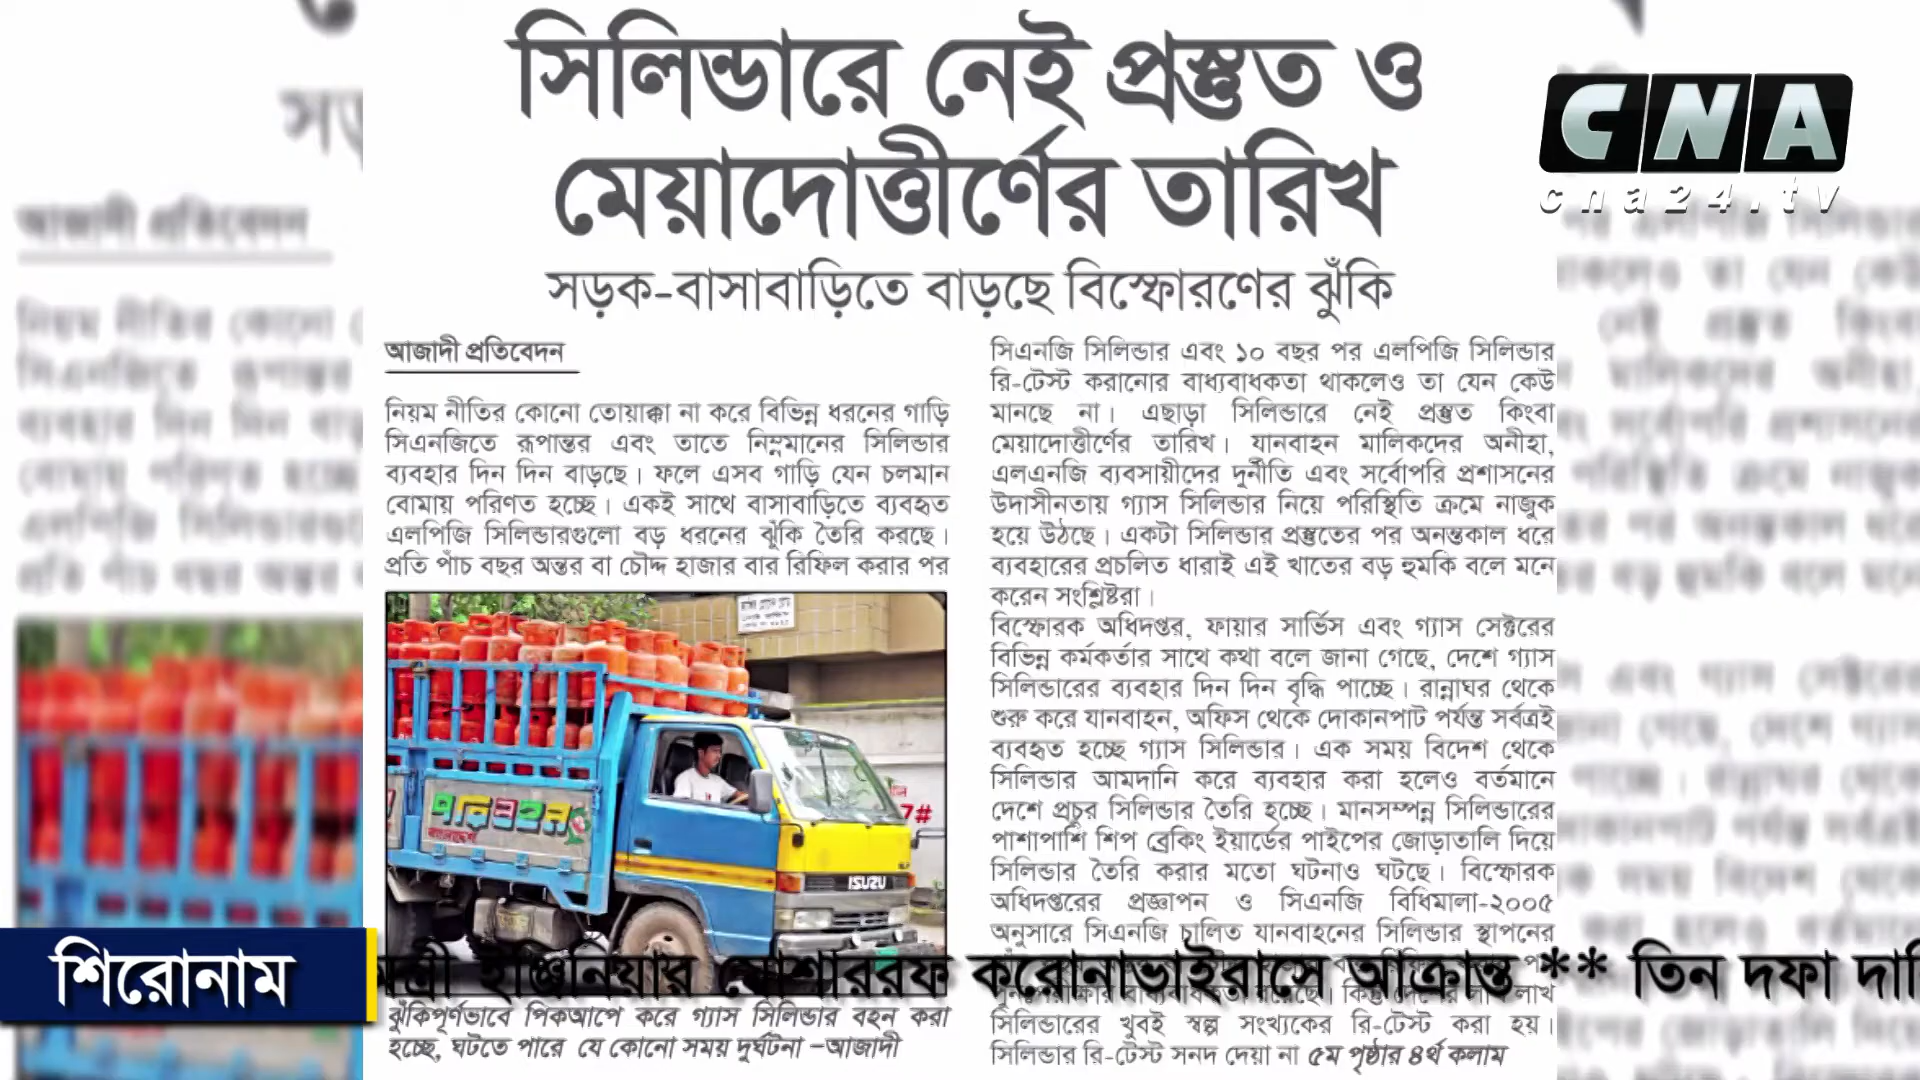 সিলিন্ডারে নেই প্রস্তুত ও
মেয়াদোত্তীর্ণের তারিখ
সড়ক-বাসাবাড়িতে বাড়ছে বিস্ফোরণের ঝুঁকি
CNA
cna24.tv
আজাদী প্রতিবেদন
নিয়ম নীতির কোনো তোয়াক্কা না করে বিভিন্ন ধরনের গাড়ি
সিএনজিতে রূপান্তর এবং তাতে নিম্নমানের সিলিন্ডার
ব্যবহার দিন দিন বাড়ছে। ফলে এসব গাড়ি যেন চলমান
বোমায় পরিণত হচ্ছে। একই সাথে বাসাবাড়িতে ব্যবহৃত
এলপিজি সিলিন্ডারগুলো বড় ধরনের ঝুঁকি তৈরি করছে।
প্রতি পাঁচ বছর অন্তর বা চৌদ্দ হাজার বার রিফিল করার পর
পরিবহন
ISUZU
7#
ঝুঁকিপূর্ণভাবে পিকআপে করে গ্যাস সিলিন্ডার বহন করা
হচ্ছে, ঘটতে পারে যে কোনো সময় দুর্ঘটনা –আজাদী
সিএনজি সিলিন্ডার এবং ১০ বছর পর এলপিজি সিলিন্ডার
রি-টেস্ট করানোর বাধ্যবাধকতা থাকলেও তা যেন কেউ
মানছে না। এছাড়া সিলিন্ডারে নেই প্রস্তুত কিংবা
মেয়াদোত্তীর্ণের তারিখ। যানবাহন মালিকদের অনীহা,
এলএনজি ব্যবসায়ীদের দুর্নীতি এবং সর্বোপরি প্রশাসনের
উদাসীনতায় গ্যাস সিলিন্ডার নিয়ে পরিস্থিতি ক্রমে নাজুক
হয়ে উঠছে। একটা সিলিন্ডার প্রস্তুতের পর অনন্তকাল ধরে
ব্যবহারের প্রচলিত ধারাই এই খাতের বড় হুমকি বলে মনে
করেন সংশ্লিষ্টরা।
বিস্ফোরক অধিদপ্তর, ফায়ার সার্ভিস এবং গ্যাস সেক্টরের
বিভিন্ন কর্মকর্তার সাথে কথা বলে জানা গেছে, দেশে গ্যাস
সিলিন্ডারের ব্যবহার দিন দিন বৃদ্ধি পাচ্ছে। রান্নাঘর থেকে
শুরু করে যানবাহন, অফিস থেকে দোকানপাট পর্যন্ত সর্বত্রই
ব্যবহৃত হচ্ছে গ্যাস সিলিন্ডার। এক সময় বিদেশ থেকে
সিলিন্ডার আমদানি করে ব্যবহার করা হলেও বর্তমানে
দেশে প্রচুর সিলিন্ডার তৈরি হচ্ছে। মানসম্পন্ন সিলিন্ডারের
পাশাপাশি শিপ ব্রেকিং ইয়ার্ডের পাইপের জোড়াতালি দিয়ে
সিলিন্ডার তৈরি করার মতো ঘটনাও ঘটছে। বিস্ফোরক
অধিদপ্তরের প্রজ্ঞাপন ও সিএনজি বিধিমালা-২০০৫
অনুসারে সিএনজি চালিত যানবাহনের সিলিন্ডার স্থাপনের
সিলিন্ডারের খুবই স্বল্প সংখ্যকের রি-টেস্ট করা হয়।
সিলিন্ডার রি-টেস্ট সনদ দেয়া না ৫ম পৃষ্ঠার ৪র্থ কলাম
শিরোনাম
মন্ত্রী ইঞ্জিনিয়ার মোশাররফ করোনাভাইরাসে আক্রান্ত ** তিন দফা